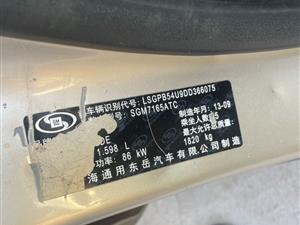 车辆识别代号: LSGPB54U9DD366075
SGM7165ATC
制造年月: 13-09
DE
乘坐人数: 5
1.598 L
最大允许总质量:
功率: 86 kW
1820 kg
海通用东岳汽车有限公司制造